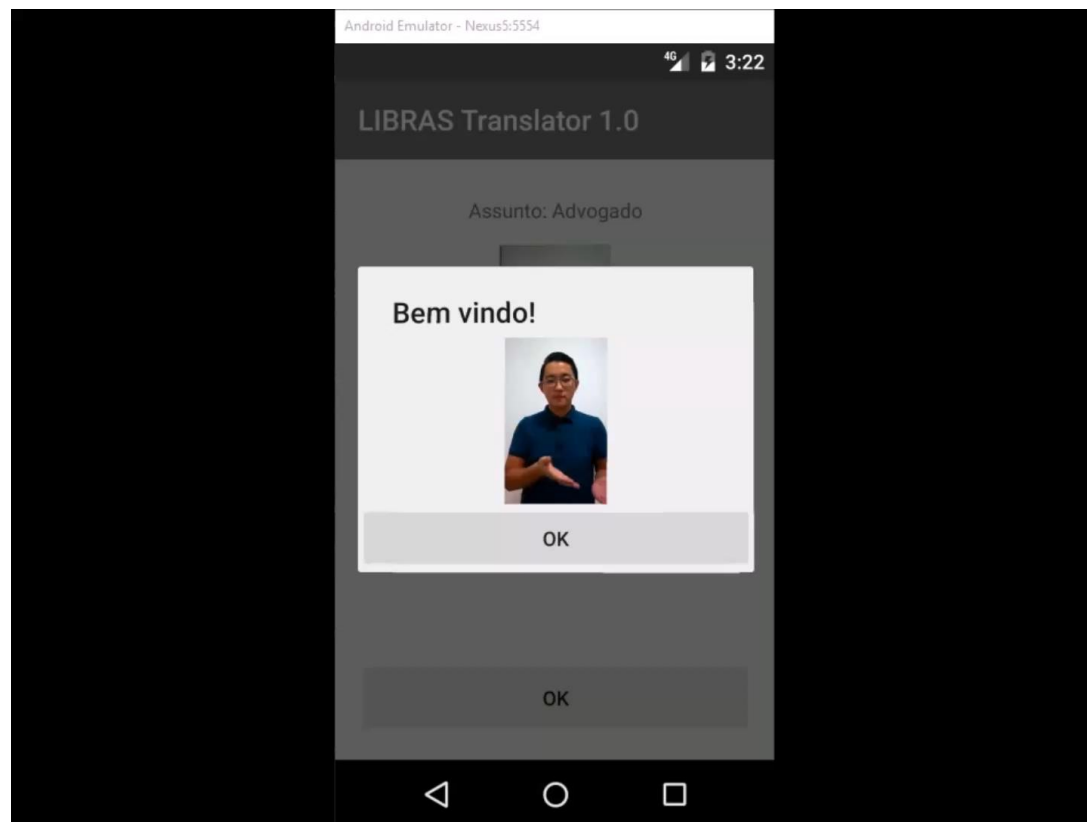 Android Emulator - Nexus5:5554
4G 3:22
LIBRAS Translator 1.0
Assunto: Advogado
Bem vindo!
OK
OK